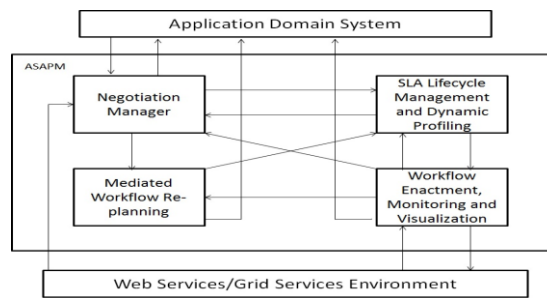 Application Domain System
ASAPM
Negotiation
Manager
SLA Lifecycle
Management
and Dynamic
Profiling
Mediated
Workflow Re-
planning
Workflow
Enactment,
Monitoring and
Visualization
Web Services/Grid Services Environment